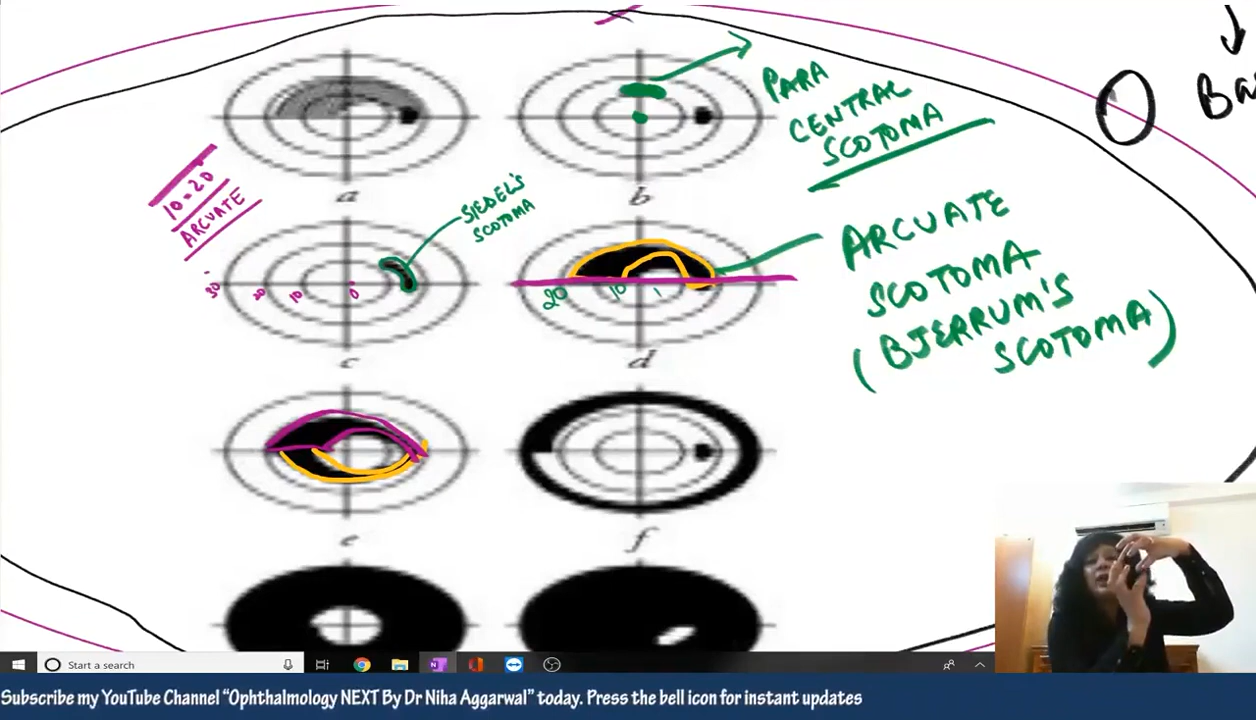 a
b
PARA
CENTRAL
SCOTOMA
10-20
ARCUATE
SIEDEL'S
SCOTOMA
30
20
10
0°
c
20
10
d
ARCUATE
SCOTOMA
(BJERRUM'S
SCOTOMA)
e
f
Start a search
Subscribe my YouTube Channel “Ophthalmology NEXT By Dr Niha Aggarwal” today. Press the bell icon for instant updates